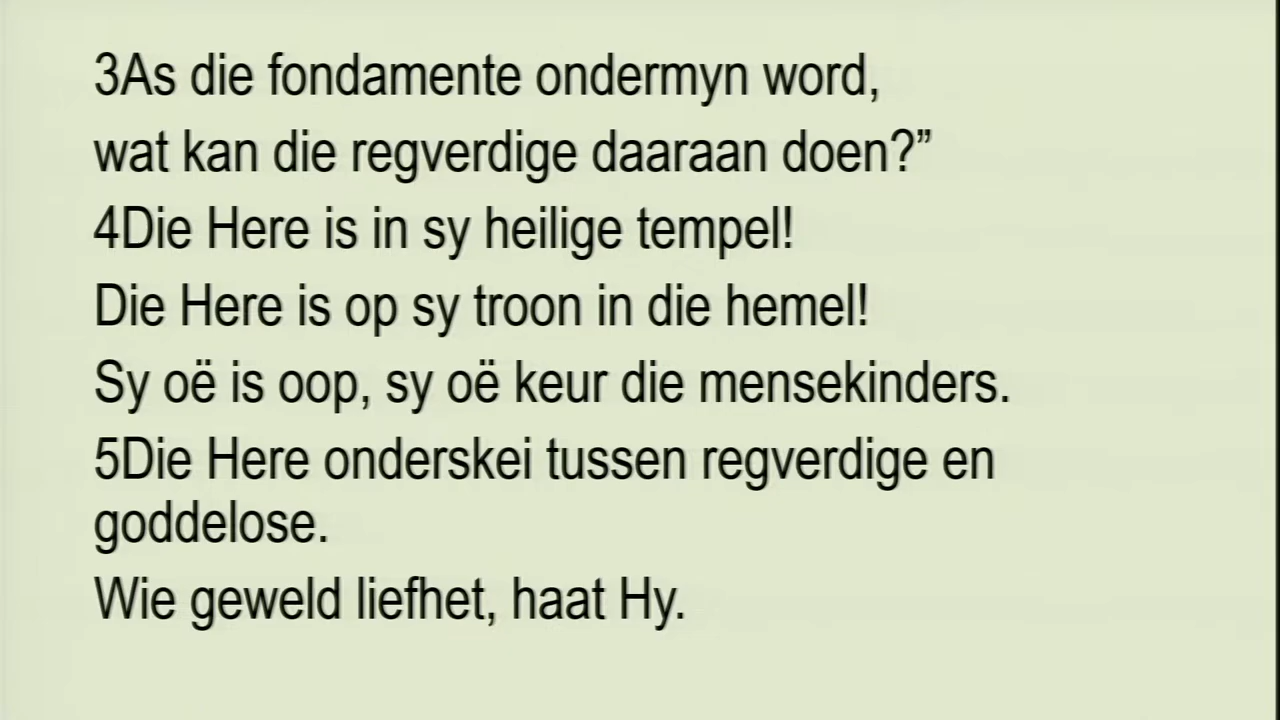 3As die fondamente ondermyn word,
wat kan die regverdige daaraan doen?”
4Die Here is in sy heilige tempel!
Die Here is op sy troon in die hemel!
Sy oë is oop, sy oë keur die mensekinders.
5Die Here onderskei tussen regverdige en
goddelose.
Wie geweld liefhet, haat Hy.